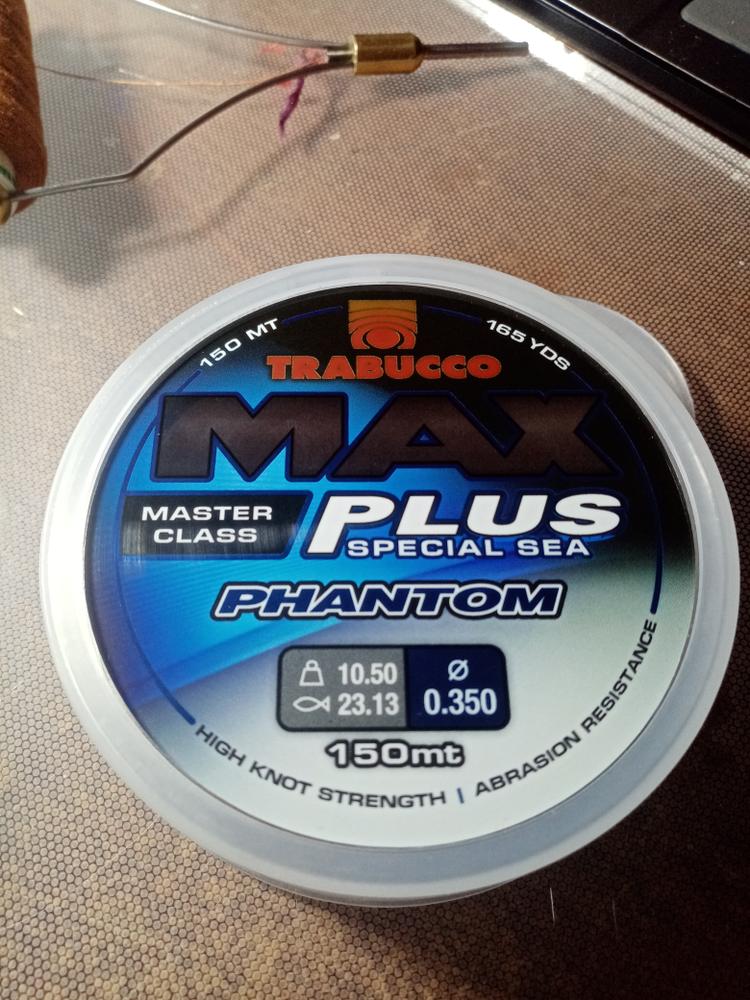 150 MT
165 YDS
TRABUCCO
MAX
MASTER
CLASS
PLUS
SPECIAL SEA
PHANTOM
10.50
23.13
Ø
0.350
150mt
HIGH KNOT STRENGTH | ABRASION RESISTANCE